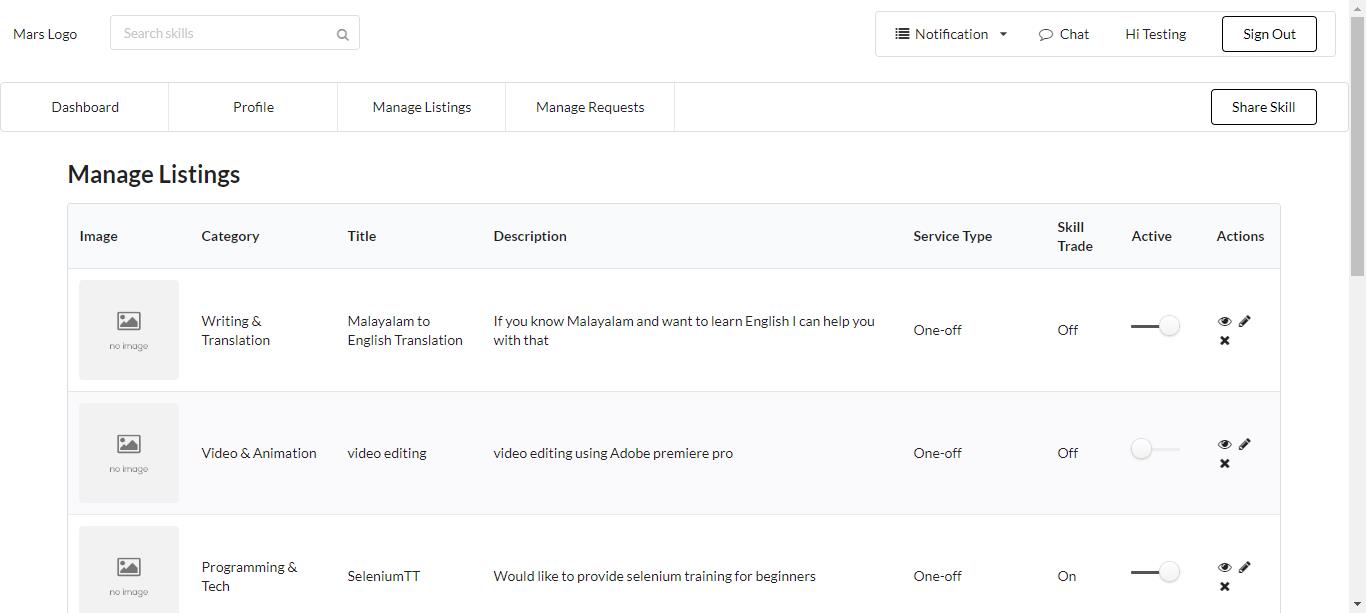 Mars Logo
Search skills
Notification
Chat
Hi Testing
Sign Out
Dashboard
Profile
Manage Listings
Manage Requests
Share Skill
Manage Listings
Image
Category
Title
Description
Service Type
Skill
Trade
Active
Actions
no image
Writing &
Translation
Malayalam to
English Translation
If you know Malayalam and want to learn English I can help you
with that
One-off
Off
no image
Video & Animation
video editing
video editing using Adobe premiere pro
One-off
Off
no image
Programming &
Tech
SeleniumTT
Would like to provide selenium training for beginners
One-off
On